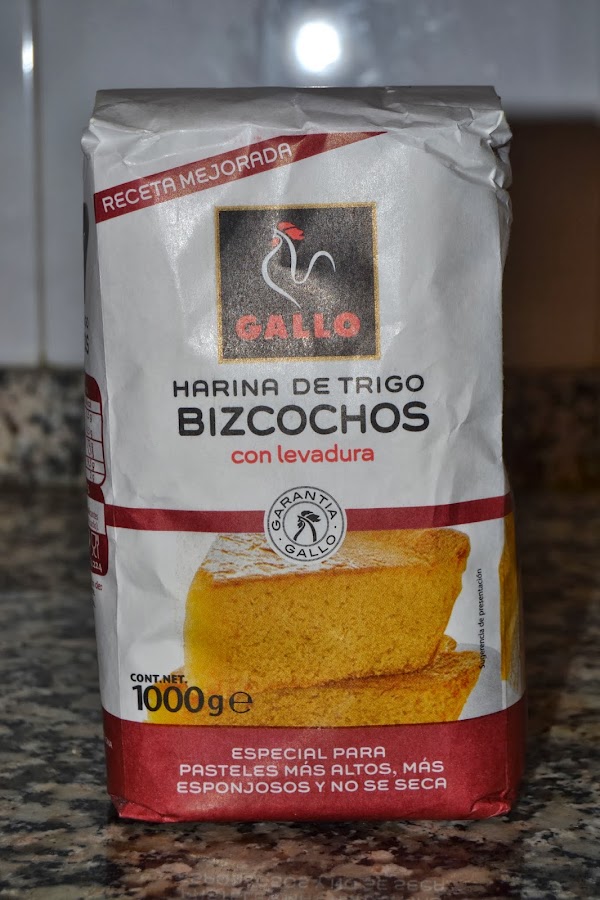 RECETA MEJORADA
GALLO
HARINA DE TRIGO
BIZCOCHOS
con levadura
GARANTIA
GALLO
Sugerencia de presentación
CONT.NET.
1000g℮
ESPECIAL PARA
PASTELES MÁS ALTOS, MÁS
ESPONJOSOS Y NO SE SECA